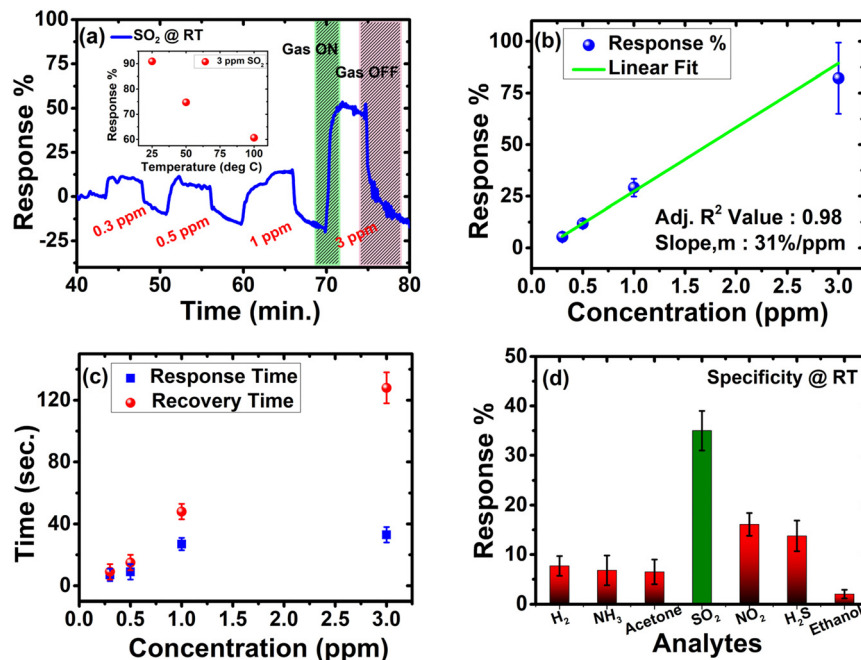 (a)
SO₂ @ RT
Gas ON
Gas OFF
Response %
100
75
50
25
0
-25
Response %
90
80
70
60
3 ppm SO₂
25
50
75
100
Temperature (deg C)
0.3 ppm
0.5 ppm
1 ppm
3 ppm
40
50
60
70
80
Time (min.)
(b)
Response %
Linear Fit
Response %
100
75
50
25
0
Adj. R² Value : 0.98
Slope,m : 31%/ppm
0.0
0.5
1.0
1.5
2.0
2.5
3.0
Concentration (ppm)
(c)
Response Time
Recovery Time
Time (sec.)
120
80
40
0
0.0
0.5
1.0
1.5
2.0
2.5
3.0
Concentration (ppm)
(d)
Specificity @ RT
Response %
50
40
30
20
10
0
H₂
NH₃
Acetone
SO₂
NO₂
H₂S
Ethanol
Analytes